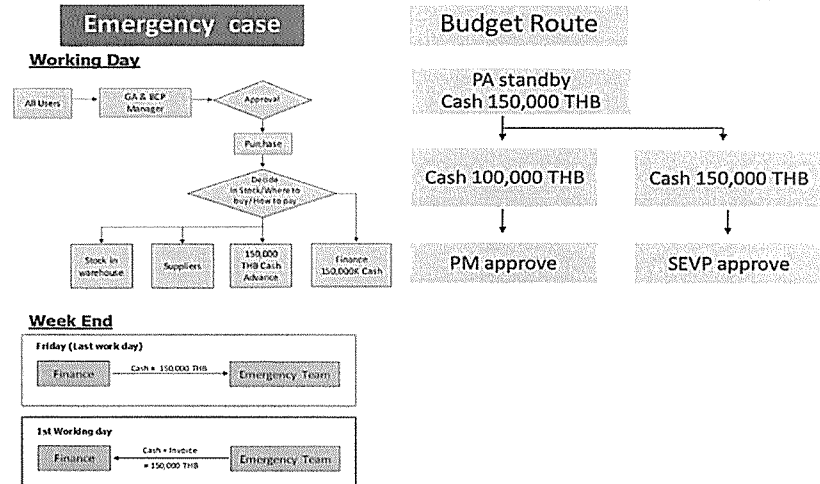 Emergency case
Budget Route
Working Day
All Users
GA & BCP
Manager
Approval
Purchase
Decide
in Stock/Where to
buy/How to pay
Stock in
warehouse
Suppliers
150,000
THB Cash
Advance
Finance
150,000K Cash
PA standby
Cash 150,000 THB
Cash 100,000 THB
Cash 150,000 THB
PM approve
SEVP approve
Week End
Friday (Last work day)
Finance
Cash = 150,000 THB
Emergency Team
1st Working day
Finance
Cash + Invoice
= 150,000 THB
Emergency Team